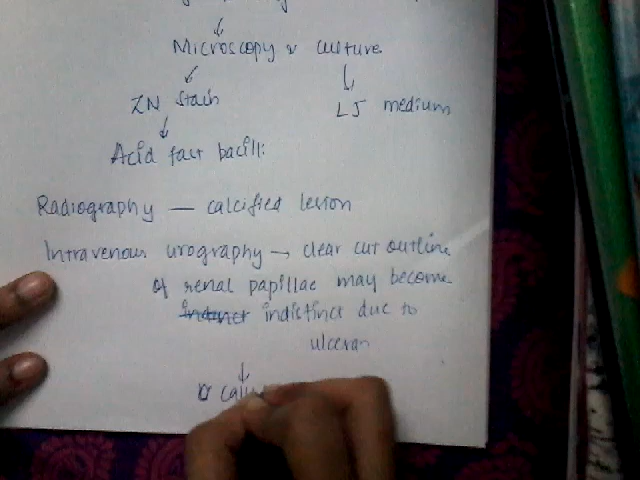 Microscopy & culture
ZN stain
LJ medium
Acid fast bacilli
Radiography — calcified lesion
Intravenous urography → clear cut outline
of renal papillae may become
indistinct due to